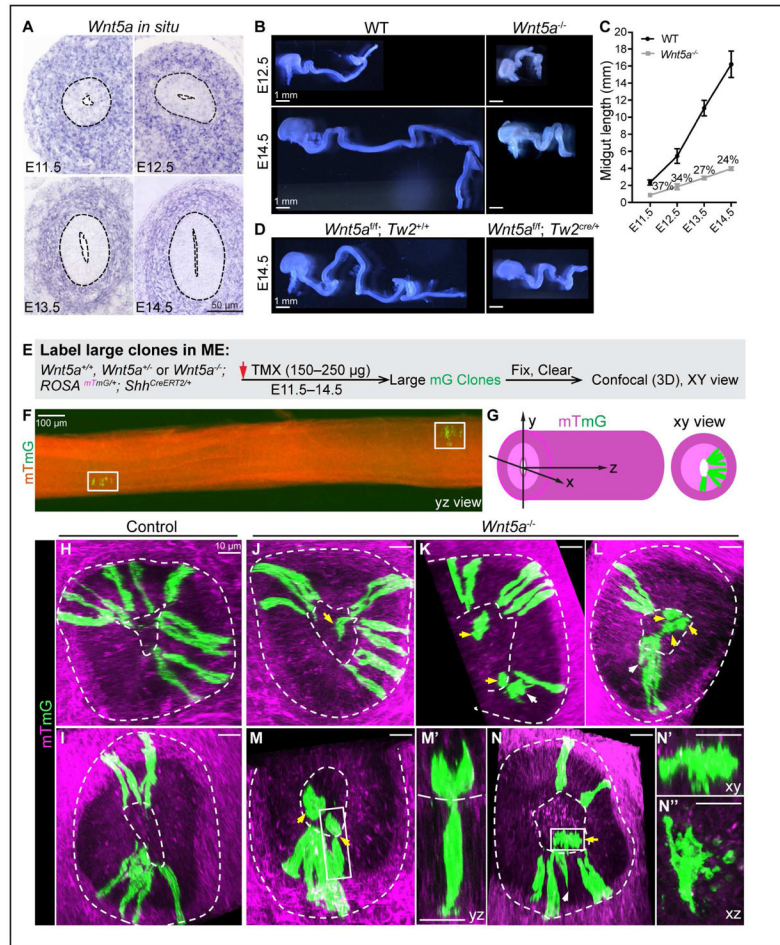 A
Wnt5a in situ
E11.5
E12.5
E13.5
E14.5
50 µm
B
WT
Wnt5a-/-
E12.5
1 mm
E14.5
1 mm
C
WT
Wnt5a-/-
Midgut length (mm)
20
18
16
14
12
10
8
6
4
2
0
37%
34%
27%
24%
E11.5
E12.5
E13.5
E14.5
D
Wnt5af/f; Tw2+/+
Wnt5af/f; Tw2cre/+
E14.5
1 mm
E Label large clones in ME:
Wnt5a+/+, Wnt5a+/- or Wnt5a-/-;
ROSA mTmG/+; ShhCreERT2/+
TMX (150–250 µg)
E11.5–14.5
Large mG Clones
Fix, Clear
Confocal (3D), XY view
F
100 µm
mTmG
yz view
G
mTmG
y
z
x
xy view
Control
Wnt5a-/-
mTmG
H
10 µm
J
K
L
I
M
M'
yz
N
N'
xy
N''
xz